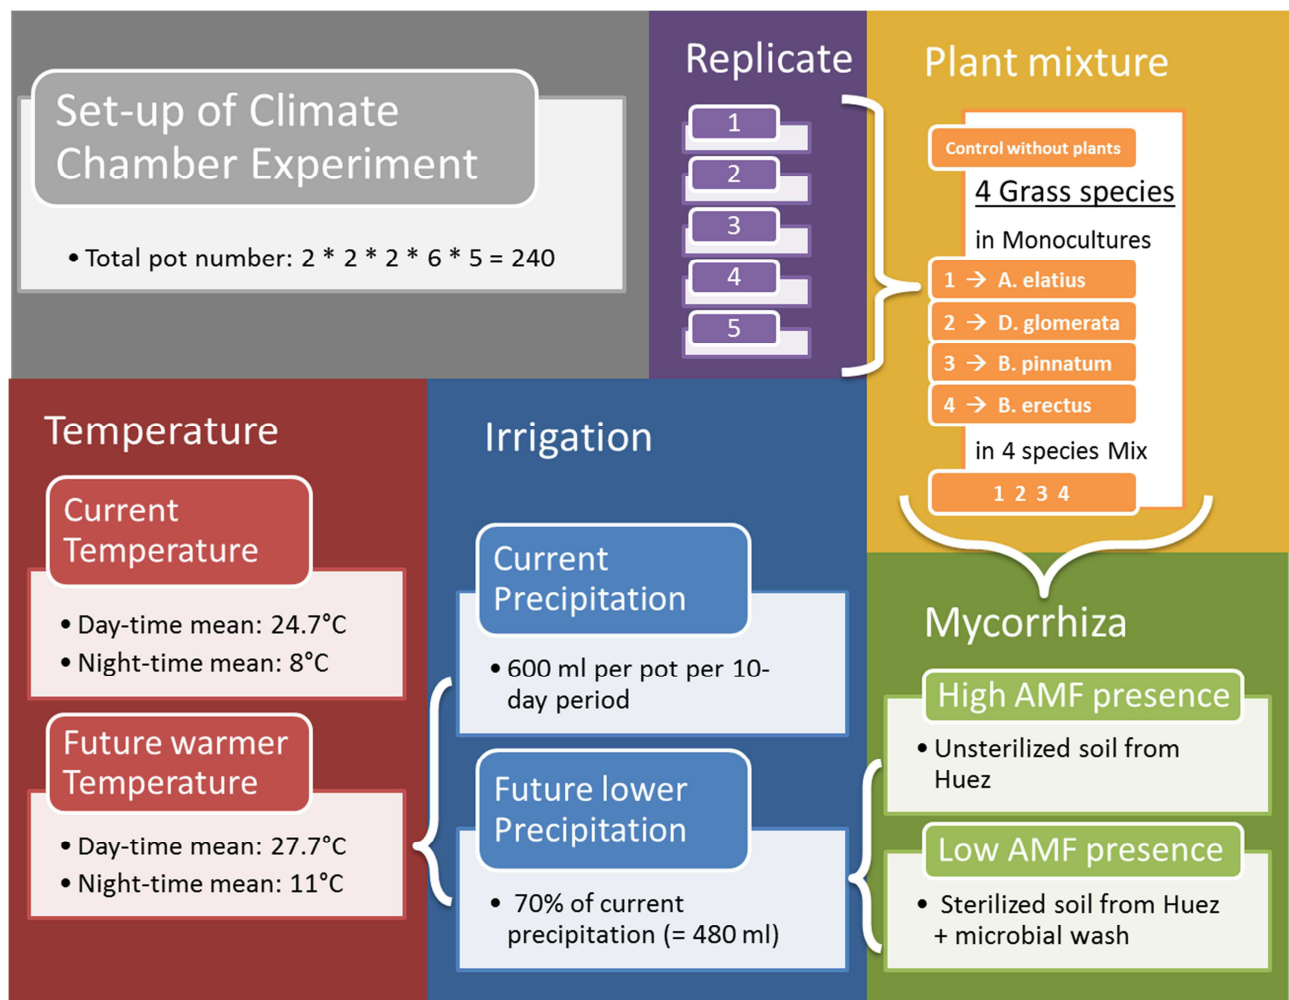 Set-up of Climate
Chamber Experiment
• Total pot number: 2 * 2 * 2 * 6 * 5 = 240
Replicate
1
2
3
4
5
Plant mixture
Control without plants
4 Grass species
in Monocultures
1 → A. elatius
2 → D. glomerata
3 → B. pinnatum
4 → B. erectus
in 4 species Mix
1 2 3 4
Temperature
Current
Temperature
• Day-time mean: 24.7°C
• Night-time mean: 8°C
Future warmer
Temperature
• Day-time mean: 27.7°C
• Night-time mean: 11°C
Irrigation
Current
Precipitation
• 600 ml per pot per 10-
day period
Future lower
Precipitation
• 70% of current
precipitation (= 480 ml)
Mycorrhiza
High AMF presence
• Unsterilized soil from
Huez
Low AMF presence
• Sterilized soil from Huez
+ microbial wash